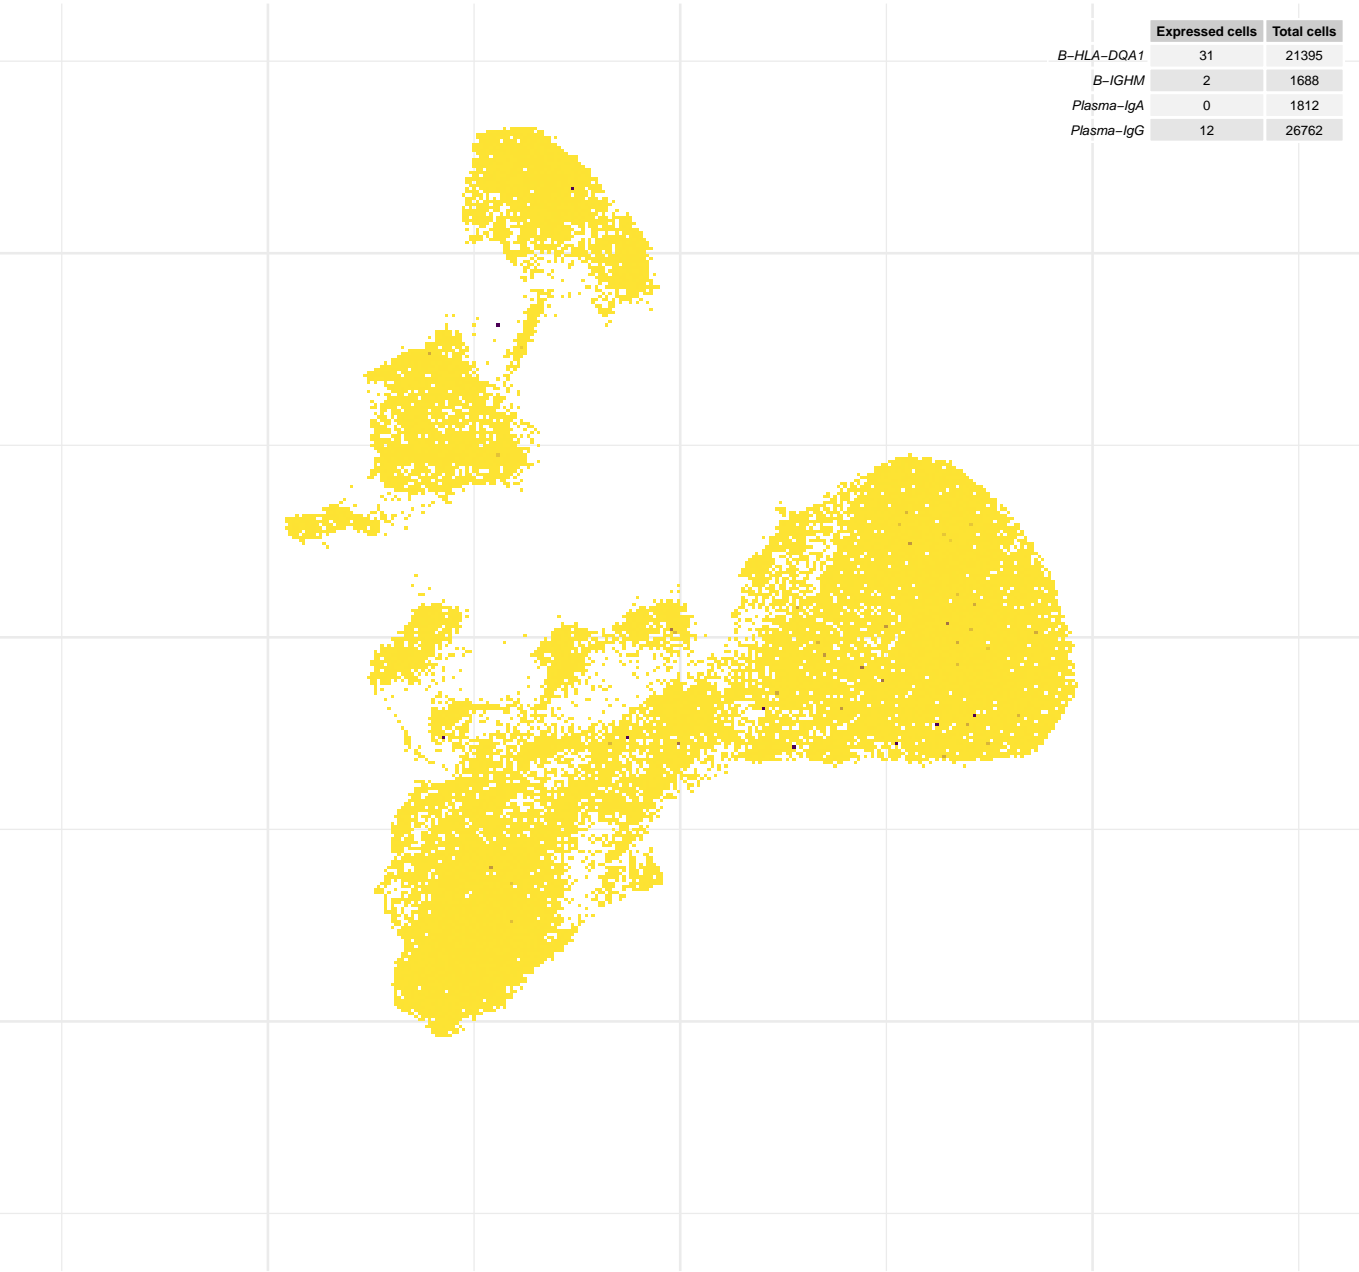 Expressed cells Total cells
B−HLA−DQA1 31 21395
B−IGHM 2 1688
Plasma−IgA 0 1812
Plasma−IgG 12 26762